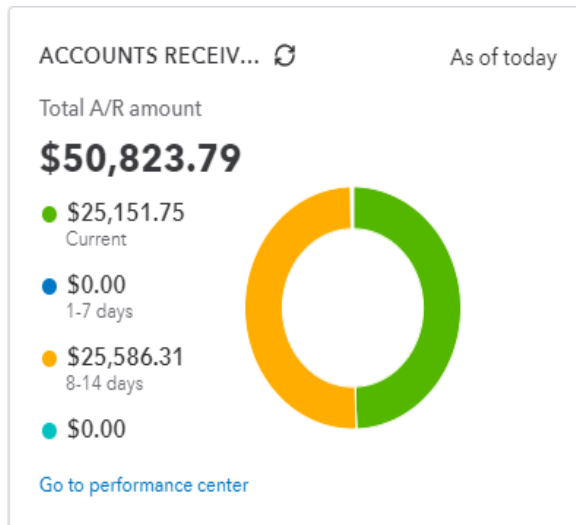 ACCOUNTS RECEIV... As of today
Total A/R amount
$50,823.79
$25,151.75
Current
$0.00
1-7 days
$25,586.31
8-14 days
$0.00
Go to performance center